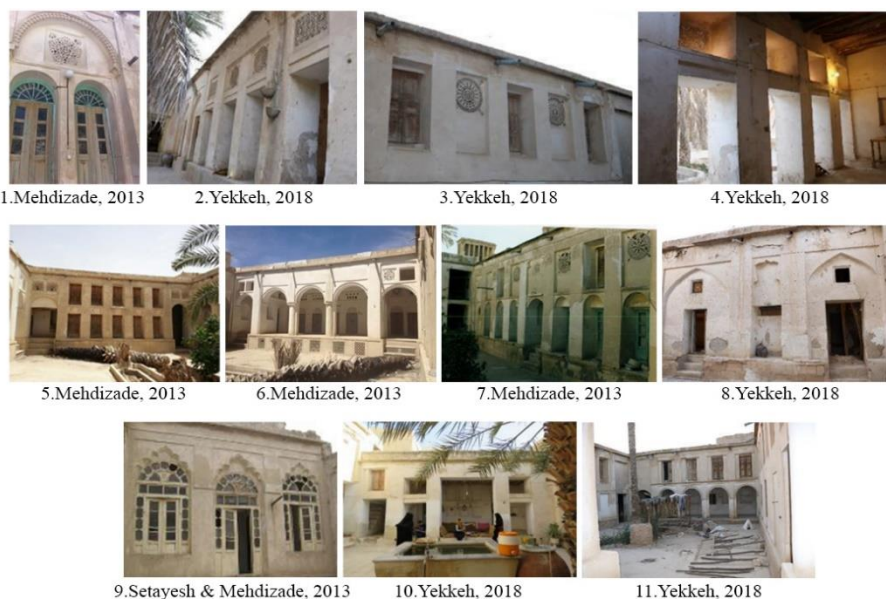 1.Mehdizade, 2013
2.Yekkeh, 2018
3.Yekkeh, 2018
4.Yekkeh, 2018
5.Mehdizade, 2013
6.Mehdizade, 2013
7.Mehdizade, 2013
8.Yekkeh, 2018
9.Setayesh & Mehdizade, 2013
10.Yekkeh, 2018
11.Yekkeh, 2018